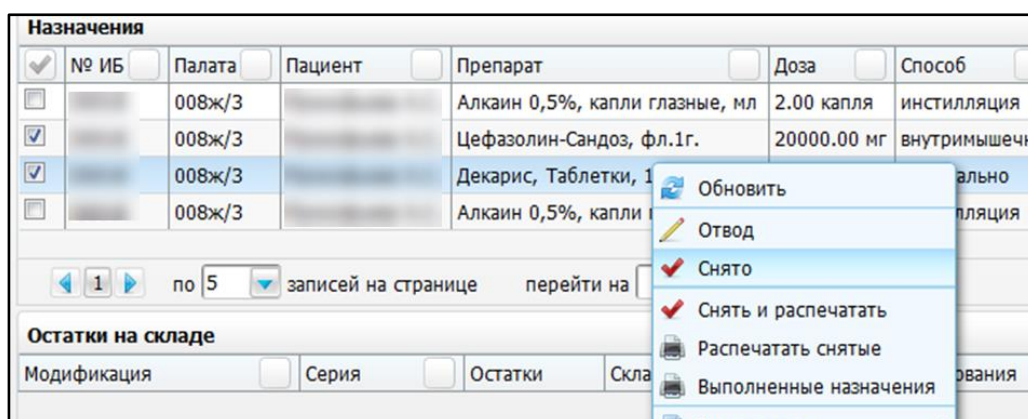 Назначения
№ ИБ Палата Пациент Препарат Доза Способ
008ж/3 Алкаин 0,5%, капли глазные, мл 2.00 капля инстилляция
008ж/3 Цефазолин-Сандоз, фл.1г. 20000.00 мг внутримышечн
008ж/3 Декарис, Таблетки, 1 ально
008ж/3 Алкаин 0,5%, капли лляция
Обновить
Отвод
Снято
Снять и распечатать
Распечатать снятые
Выполненные назначения
1 по 5 записей на странице перейти на
Остатки на складе
Модификация Серия Остатки Скла ования